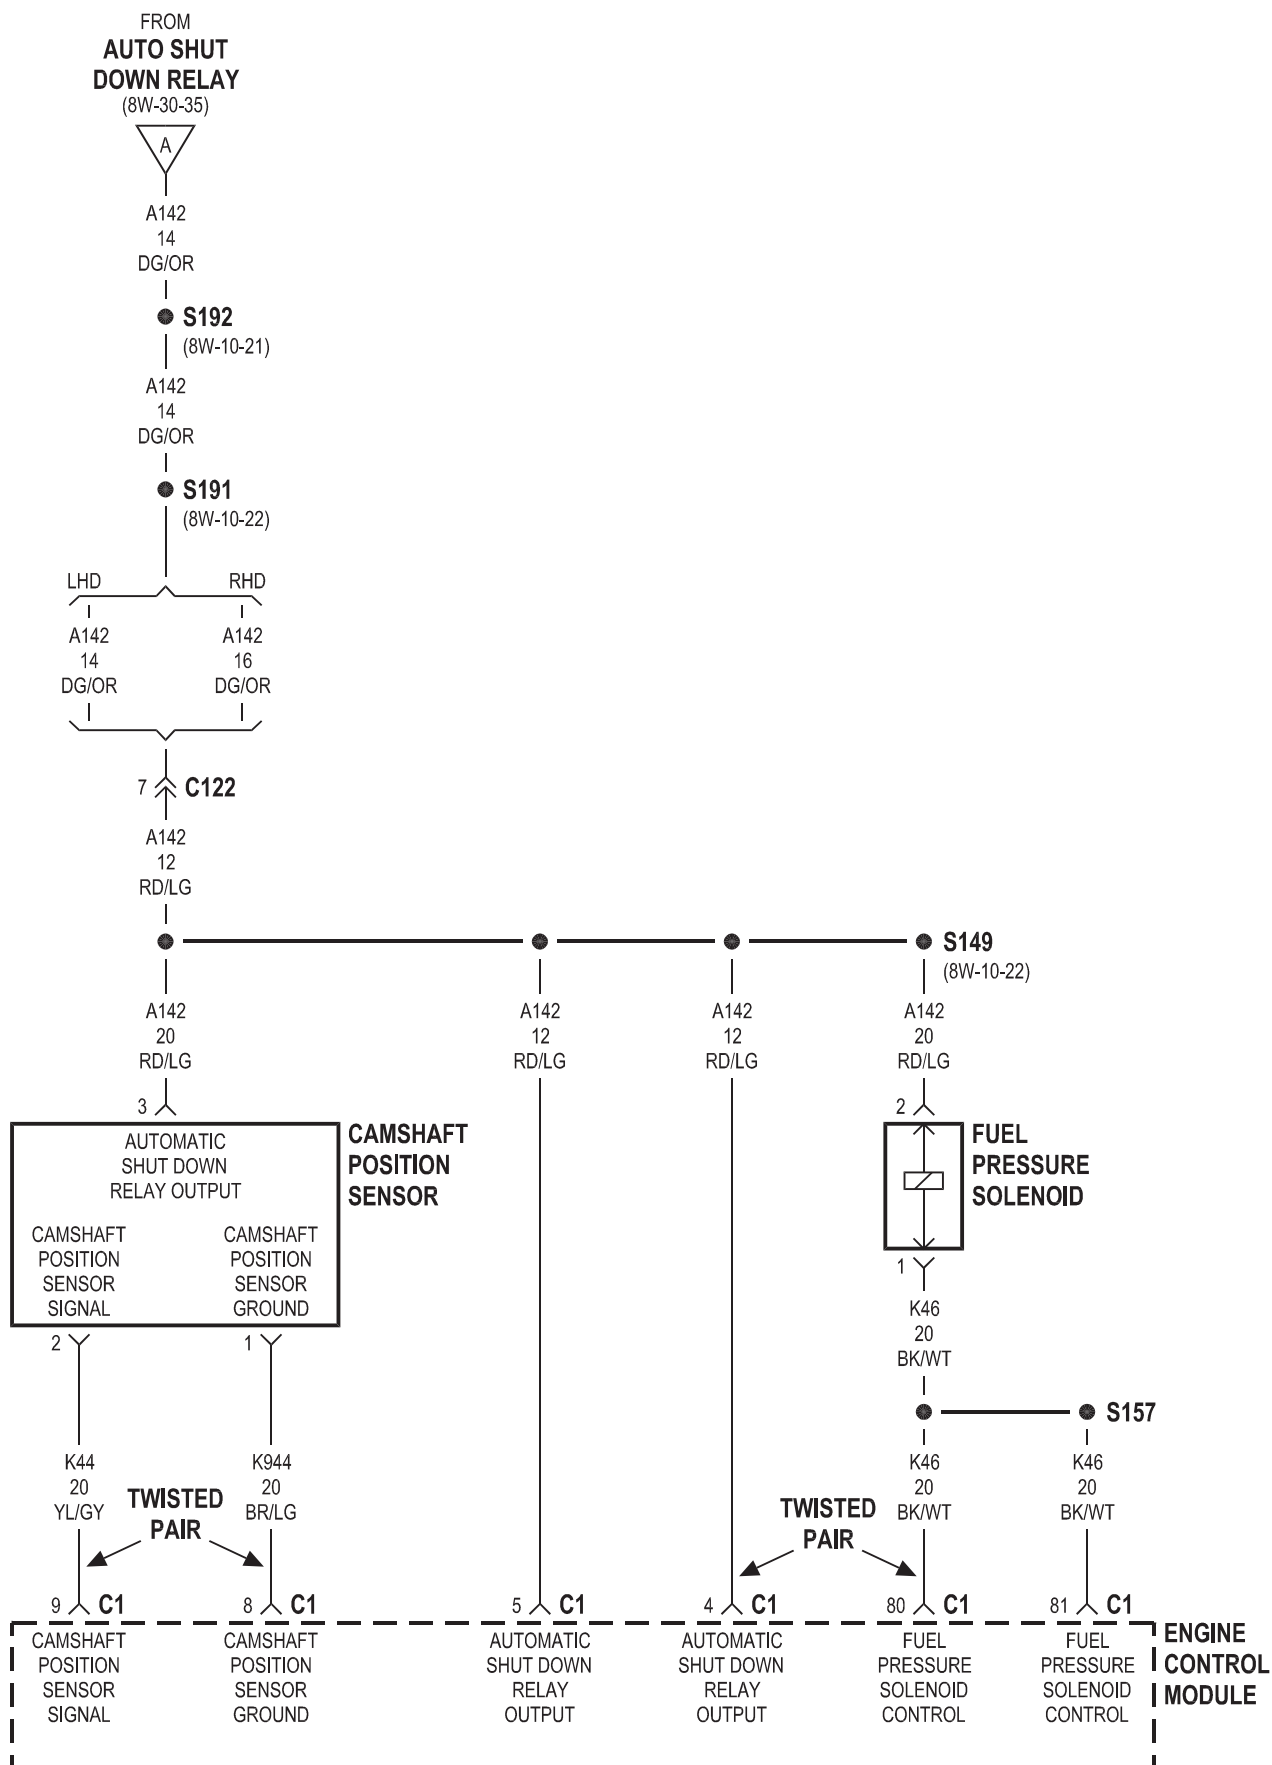 FROM
AUTO SHUT
DOWN RELAY
(8W-30-35)
A
A142
14
DG/OR
S192
(8W-10-21)
A142
14
DG/OR
S191
(8W-10-22)
LHD RHD
A142 A142
14 16
DG/OR DG/OR
7 C122
A142
12
RD/LG
S149
(8W-10-22)
A142 A142 A142 A142
20 12 12 20
RD/LG RD/LG RD/LG RD/LG
3 2
AUTOMATIC
SHUT DOWN
RELAY OUTPUT
CAMSHAFT
POSITION
SENSOR
SIGNAL
CAMSHAFT
POSITION
SENSOR
GROUND
CAMSHAFT
POSITION
SENSOR
FUEL
PRESSURE
SOLENOID
2 1
1
K46
20
BK/WT
S157
K44
20
YL/GY
K944
20
BR/LG
TWISTED
PAIR
TWISTED
PAIR
K46
20
BK/WT
K46
20
BK/WT
9 C1 8 C1 5 C1 4 C1 80 C1 81 C1
CAMSHAFT
POSITION
SENSOR
SIGNAL
CAMSHAFT
POSITION
SENSOR
GROUND
AUTOMATIC
SHUT DOWN
RELAY
OUTPUT
AUTOMATIC
SHUT DOWN
RELAY
OUTPUT
FUEL
PRESSURE
SOLENOID
CONTROL
FUEL
PRESSURE
SOLENOID
CONTROL
ENGINE
CONTROL
MODULE